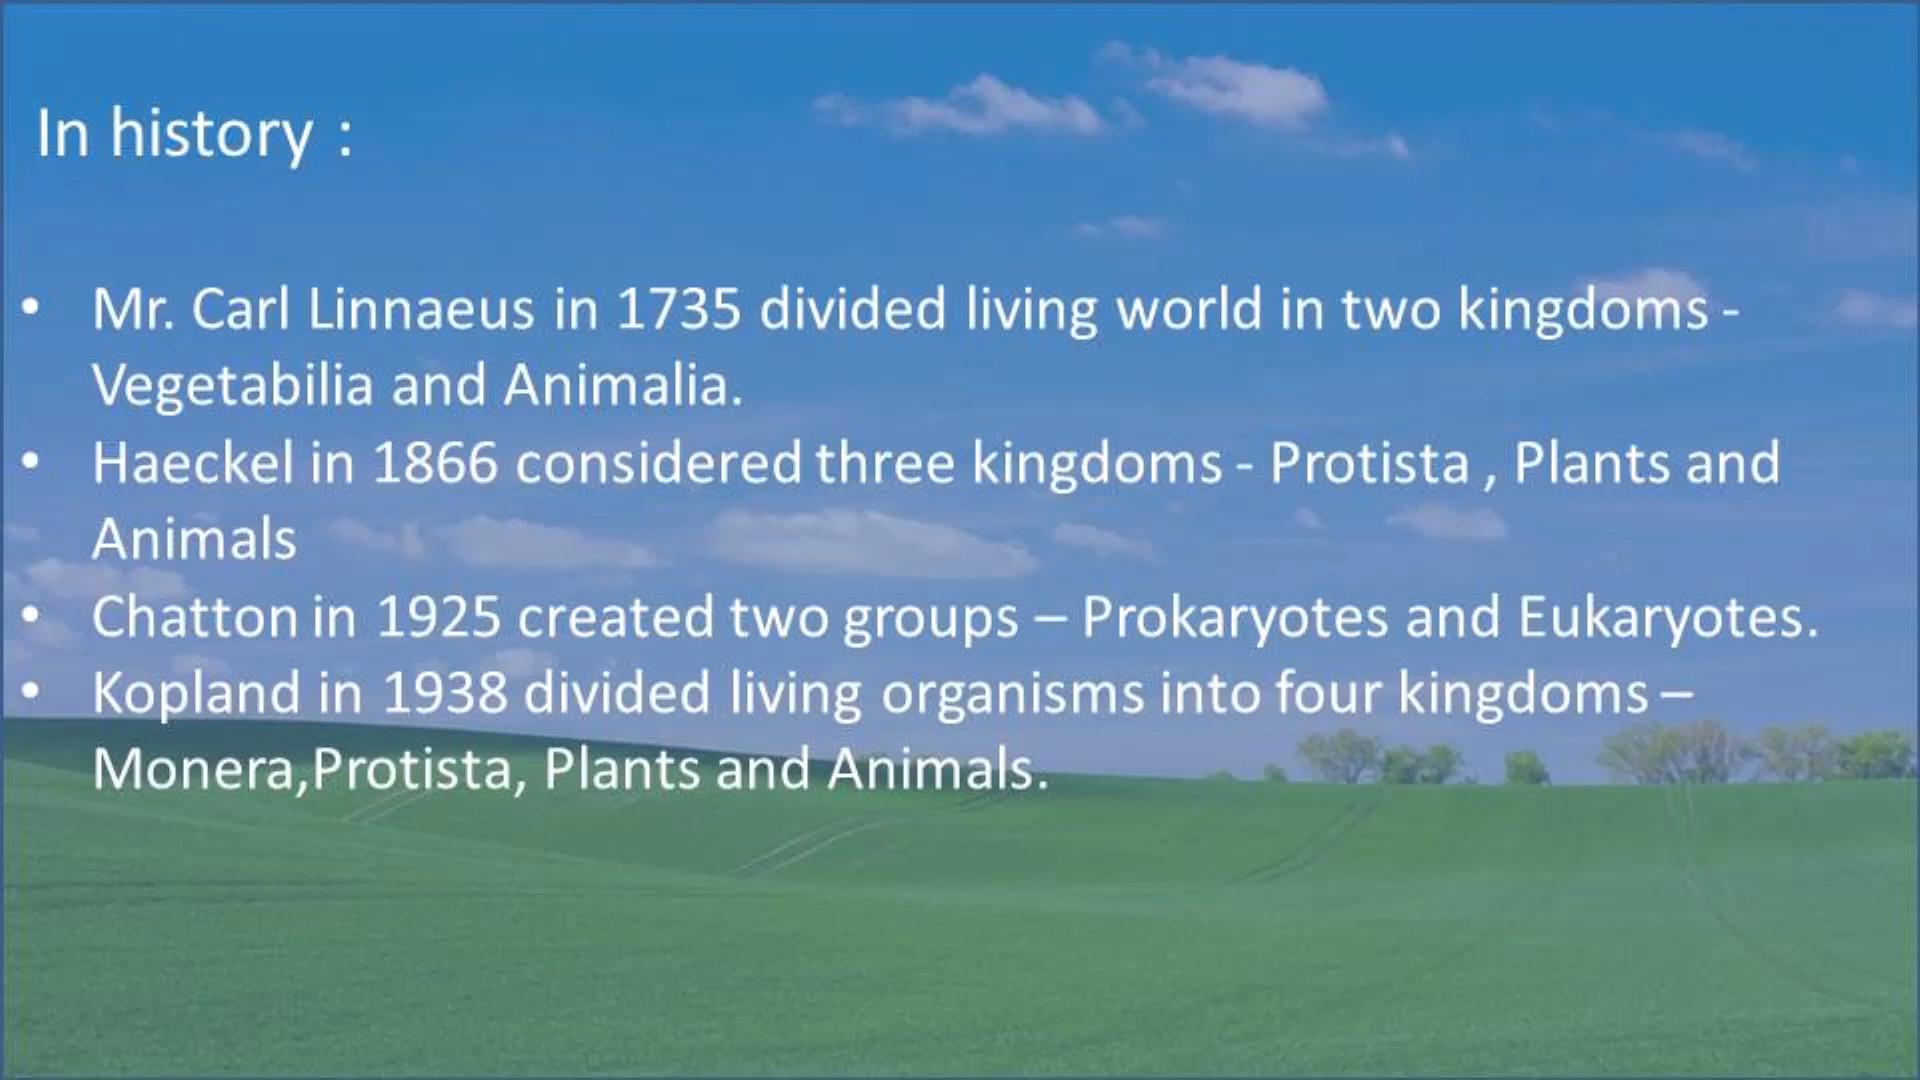 In history :
• Mr. Carl Linnaeus in 1735 divided living world in two kingdoms -
Vegetabilia and Animalia.
• Haeckel in 1866 considered three kingdoms - Protista , Plants and
Animals
• Chatton in 1925 created two groups – Prokaryotes and Eukaryotes.
• Kopland in 1938 divided living organisms into four kingdoms –
Monera,Protista, Plants and Animals.